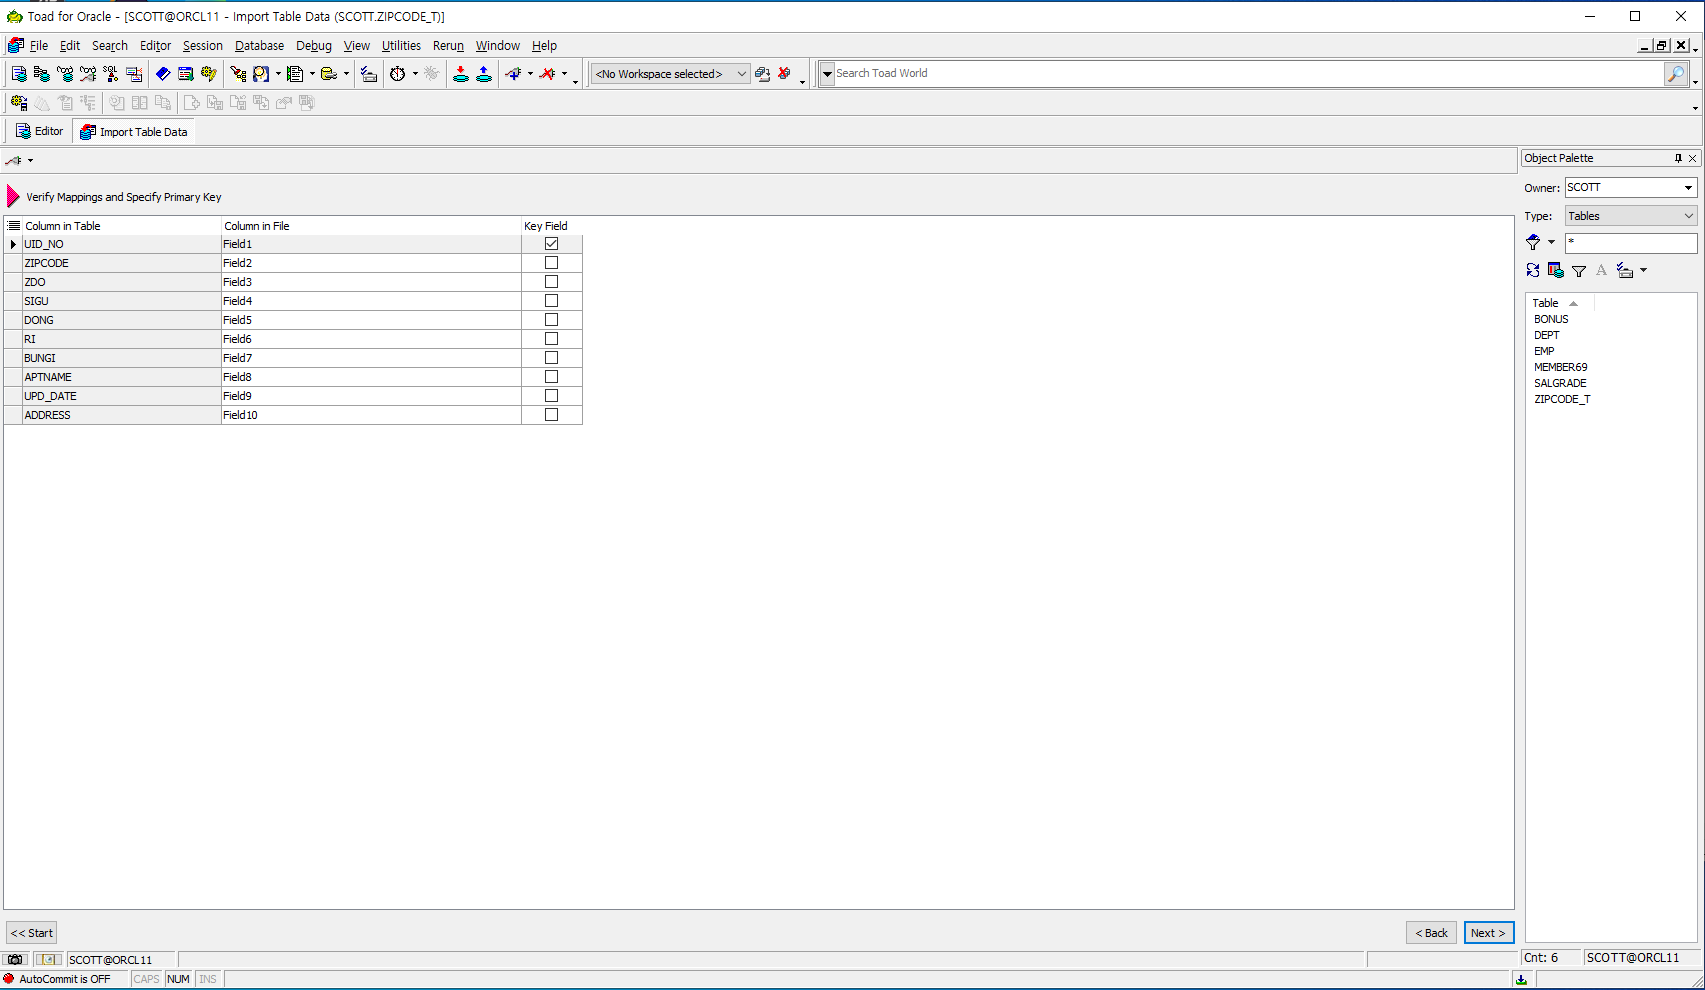 Toad for Oracle - [SCOTT@ORCL11 - Import Table Data (SCOTT.ZIPCODE_T)]
File Edit Search Editor Session Database Debug View Utilities Rerun Window Help
<No Workspace selected> Search Toad World
Editor Import Table Data
Verify Mappings and Specify Primary Key
Column in Table Column in File Key Field
UID_NO Field1
ZIPCODE Field2
ZDO Field3
SIGU Field4
DONG Field5
RI Field6
BUNGI Field7
APTNAME Field8
UPD_DATE Field9
ADDRESS Field10
Object Palette
Owner: SCOTT
Type: Tables
*
A
Table
BONUS
DEPT
EMP
MEMBER69
SALGRADE
ZIPCODE_T
<< Start < Back Next >
SCOTT@ORCL11 Cnt: 6 SCOTT@ORCL11
AutoCommit is OFF CAPS NUM INS